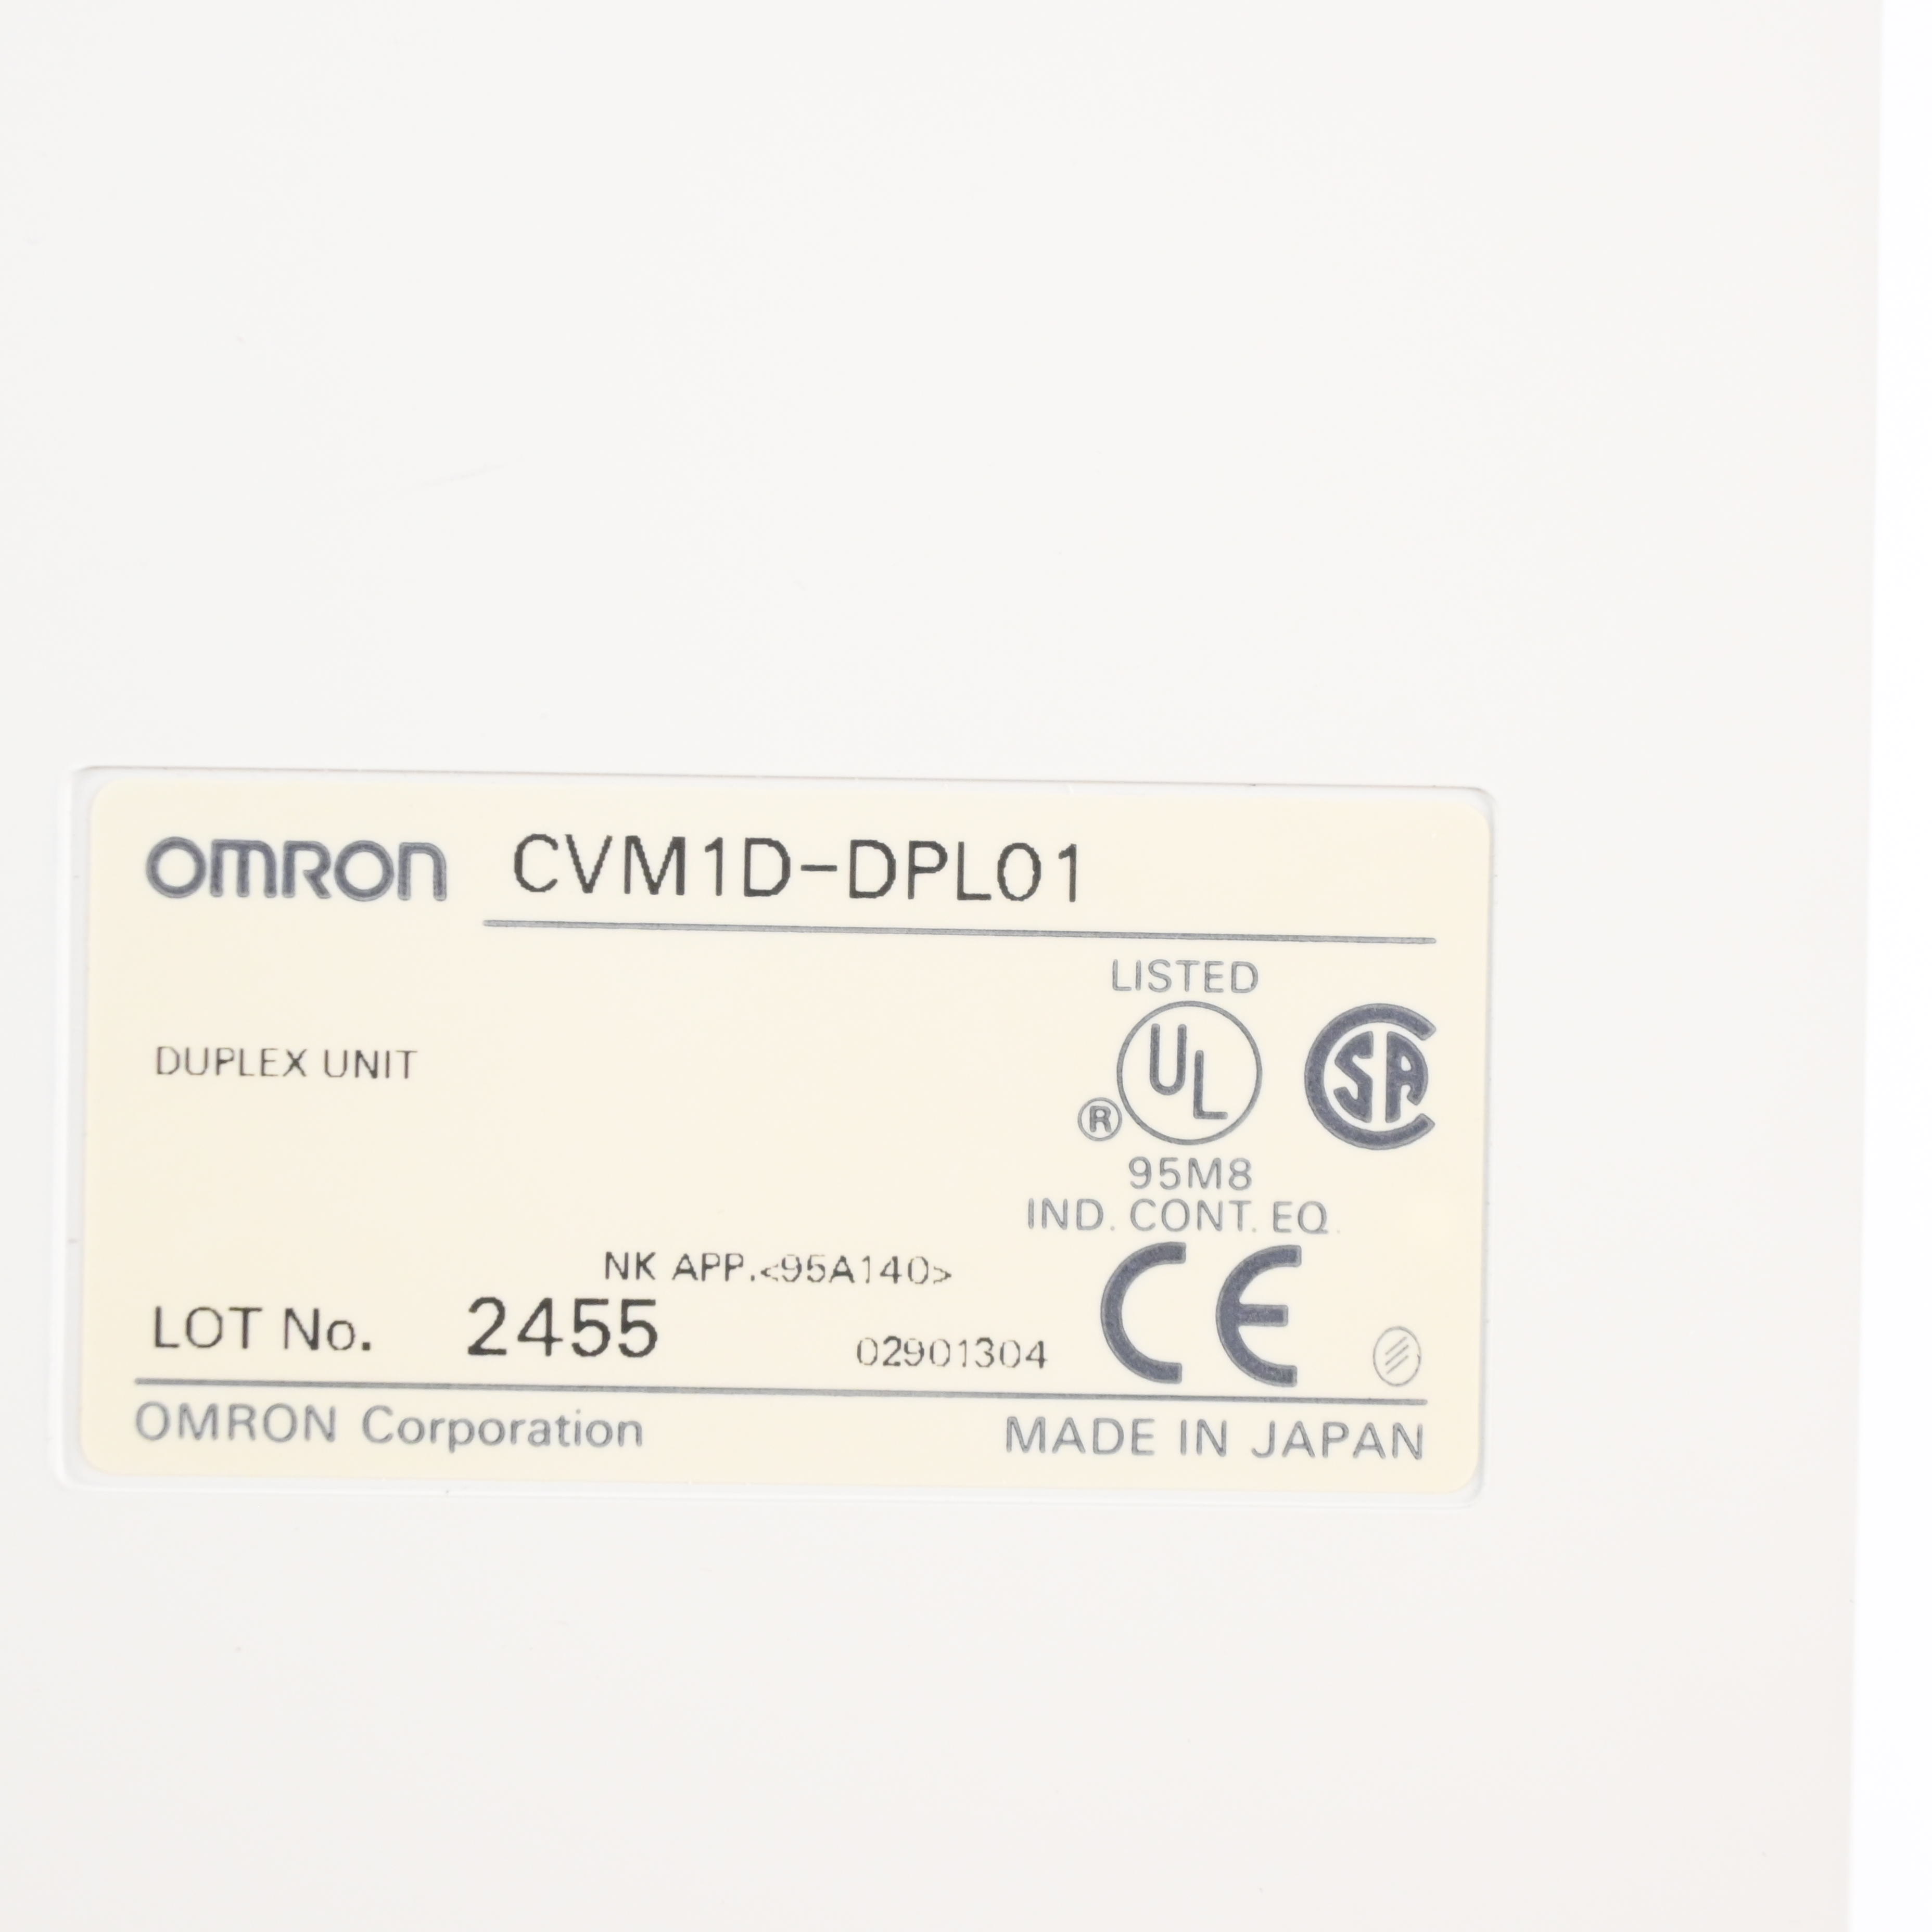 OMRON CVM1D-DPL01
LISTED
DUPLEX UNIT
UL
SA
®
95M8
IND. CONT. EQ.
NK APP.<95A140>
CE
LOT No. 2455
02901304
OMRON Corporation
MADE IN JAPAN